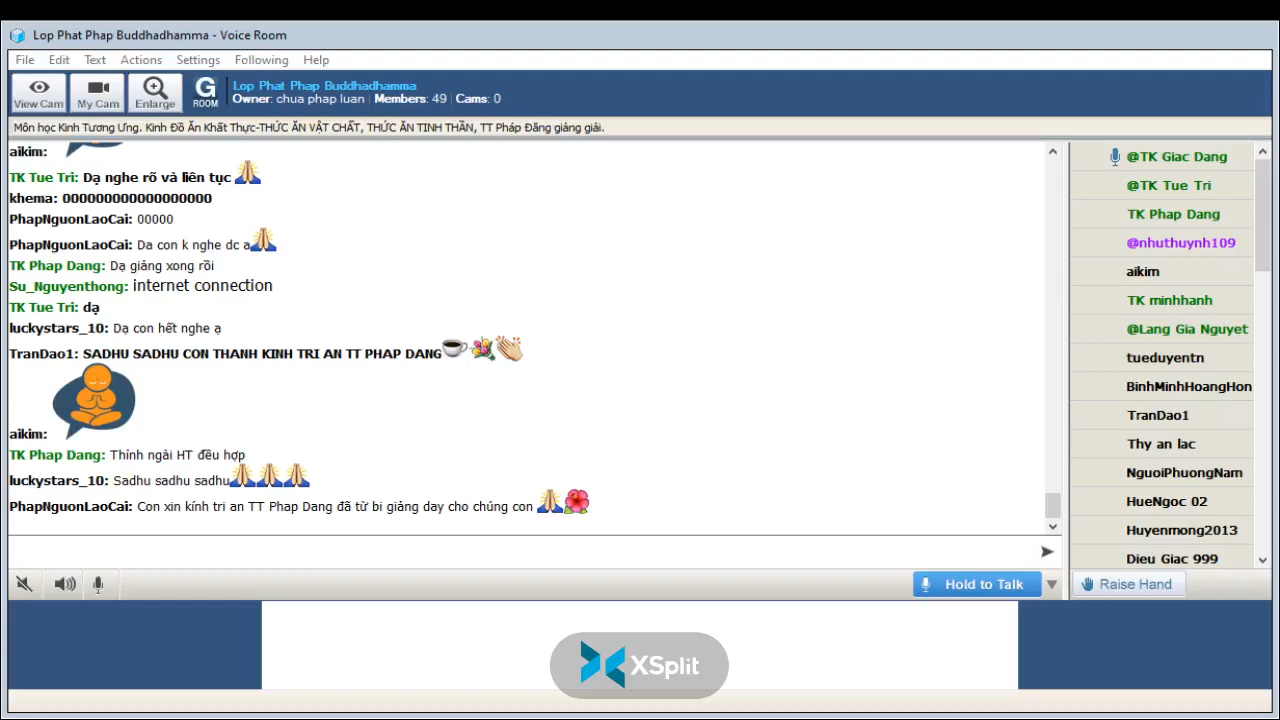 Lop Phat Phap Buddhadhamma - Voice Room
File Edit Text Actions Settings Following Help
View Cam My Cam Enlarge G ROOM
Lop Phat Phap Buddhadhamma
Owner: chua phap luan | Members: 49 | Cams: 0
Môn học Kinh Tương Ưng. Kinh Đồ Ăn Khất Thực-THỨC ĂN VẬT CHẤT, THỨC ĂN TINH THẦN, TT Pháp Đăng giảng giải.
aikim:
TK Tue Tri: Dạ nghe rõ và liên tục
khema: 000000000000000000
PhapNguonLaoCai: 00000
PhapNguonLaoCai: Da con k nghe dc a
TK Phap Dang: Dạ giảng xong rồi
Su_Nguyenthong: internet connection
TK Tue Tri: dạ
luckystars_10: Dạ con hết nghe ạ
TranDao1: SADHU SADHU CON THANH KINH TRI AN TT PHAP DANG
aikim:
TK Phap Dang: Thỉnh ngài HT đều hợp
luckystars_10: Sadhu sadhu sadhu
PhapNguonLaoCai: Con xin kính tri an TT Phap Dang đã từ bi giảng day cho chúng con
@TK Giac Dang
@TK Tue Tri
TK Phap Dang
@nhuthuynh109
aikim
TK minhhanh
@Lang Gia Nguyet
tueduyentn
BinhMinhHoangHon
TranDao1
Thy an lac
NguoiPhuongNam
HueNgoc 02
Huyenmong2013
Dieu Giac 999
Hold to Talk
Raise Hand
XSplit